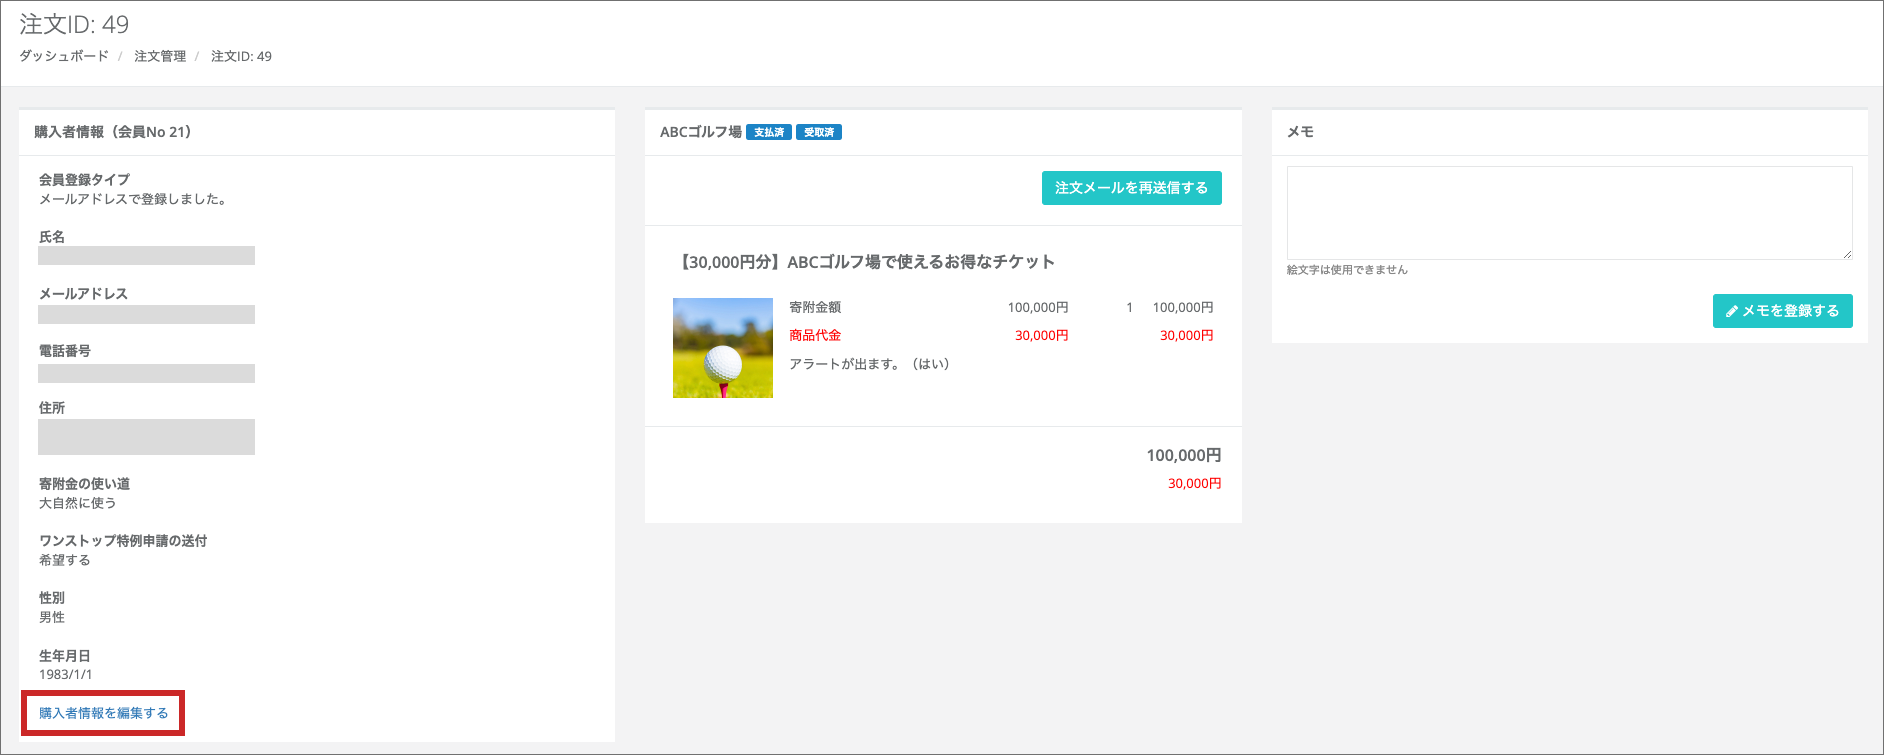 注文ID: 49
ダッシュボード / 注文管理 / 注文ID: 49
購入者情報（会員No 21）
会員登録タイプ
メールアドレスで登録しました。
氏名
メールアドレス
電話番号
住所
寄附金の使い道
大自然に使う
ワンストップ特例申請の送付
希望する
性別
男性
生年月日
1983/1/1
購入者情報を編集する
ABCゴルフ場 支払済 受取済
注文メールを再送信する
【30,000円分】ABCゴルフ場で使えるお得なチケット
寄附金額 100,000円 1 100,000円
商品代金 30,000円 30,000円
アラートが出ます。（はい）
100,000円
30,000円
メモ
絵文字は使用できません
メモを登録する